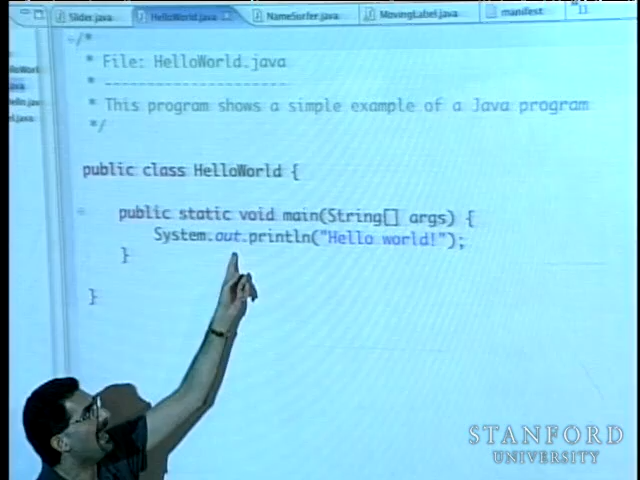 Slider.java
HelloWorld.java
NameSurfer.java
MovingLabel.java
manifest
/*
* File: HelloWorld.java
* --------------------
* This program shows a simple example of a Java program
*/
public class HelloWorld {
public static void main(String[] args) {
System.out.println("Hello world!");
}
}
STANFORD
UNIVERSITY